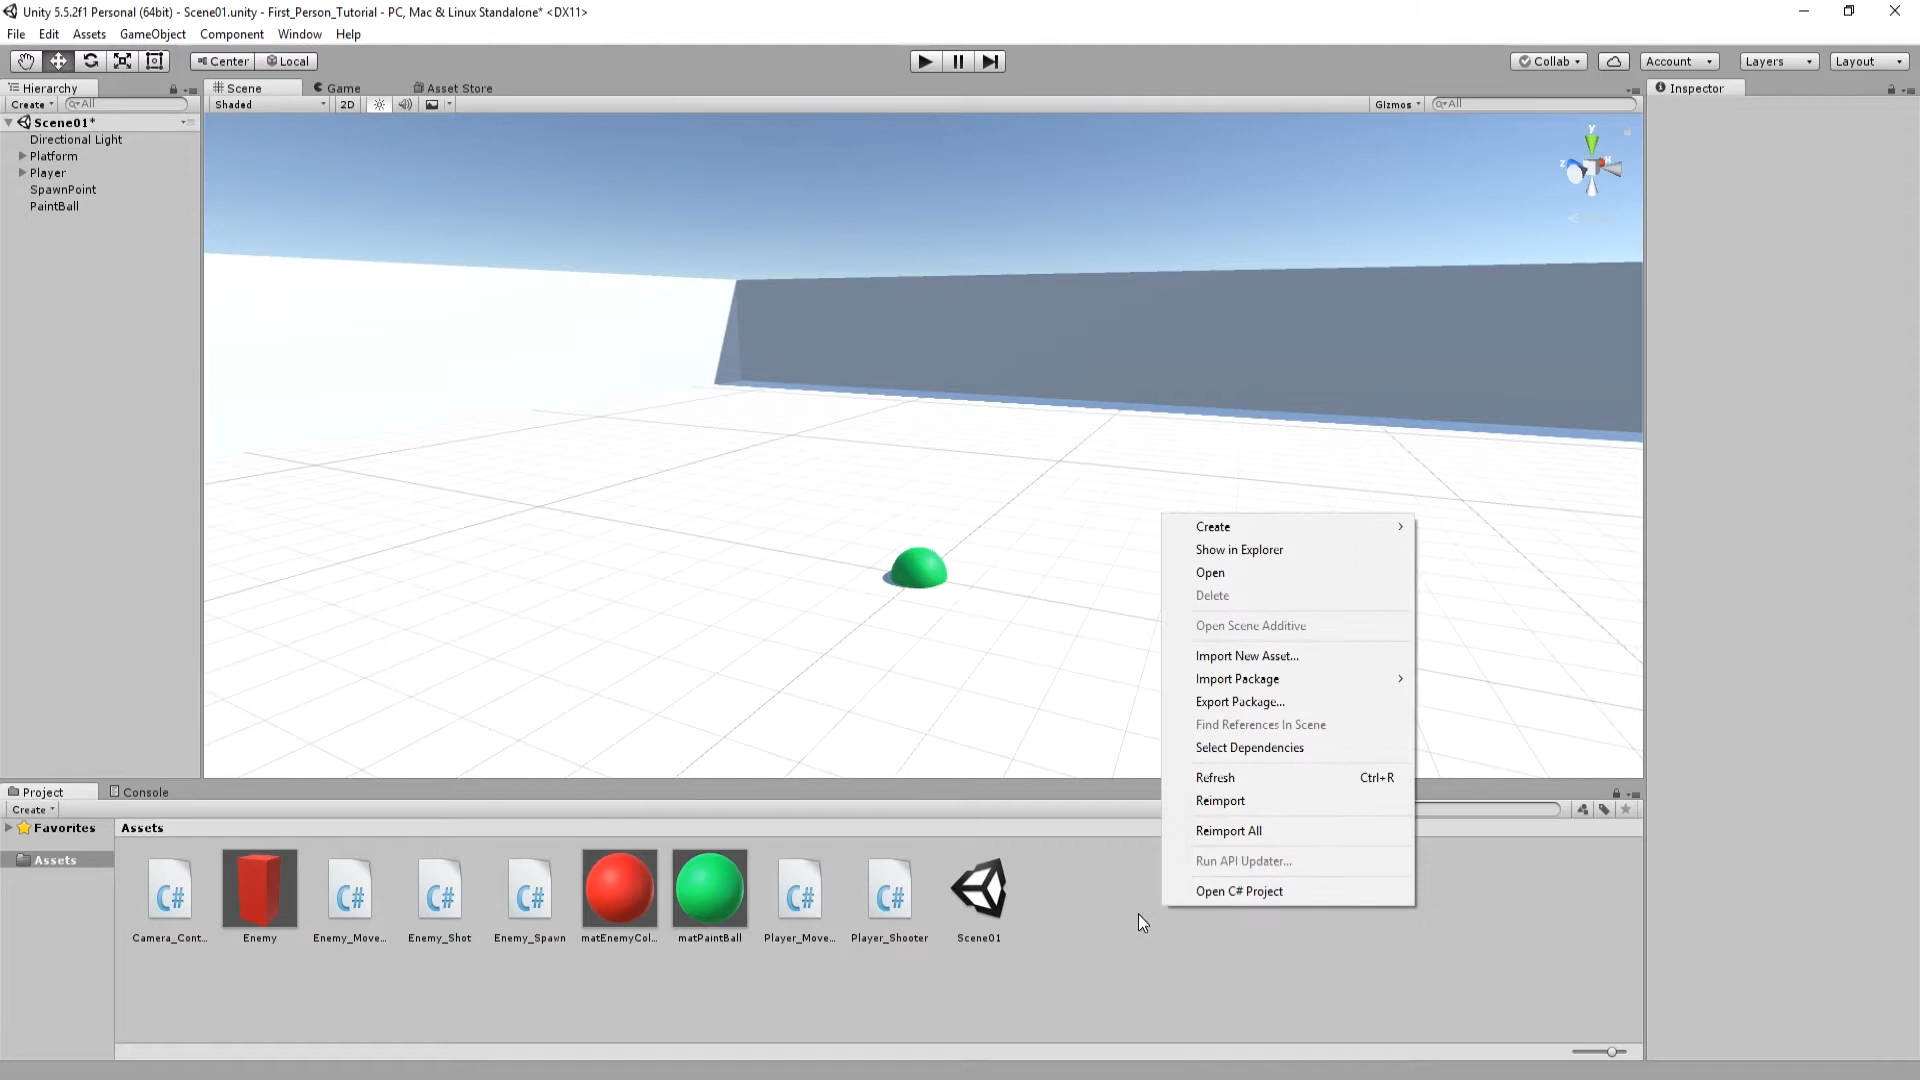 Unity 5.5.2f1 Personal (64bit) - Scene01.unity - First_Person_Tutorial - PC, Mac & Linux Standalone* <DX11>
File Edit Assets GameObject Component Window Help
Center Local Collab Account Layers Layout
Hierarchy Scene Game Asset Store Inspector
Create All Shaded 2D Gizmos All
Scene01*
Directional Light
Platform
Player
SpawnPoint
PaintBall
y
z x
Create
Show in Explorer
Open
Delete
Open Scene Additive
Import New Asset...
Import Package
Export Package...
Find References In Scene
Select Dependencies
Refresh Ctrl+R
Reimport
Reimport All
Run API Updater...
Open C# Project
Project Console
Create
Favorites Assets
Assets
C# C# C# C# C# C#
Camera_Cont... Enemy Enemy_Move... Enemy_Shot Enemy_Spawn matEnemyCol... matPaintBall Player_Move... Player_Shooter Scene01